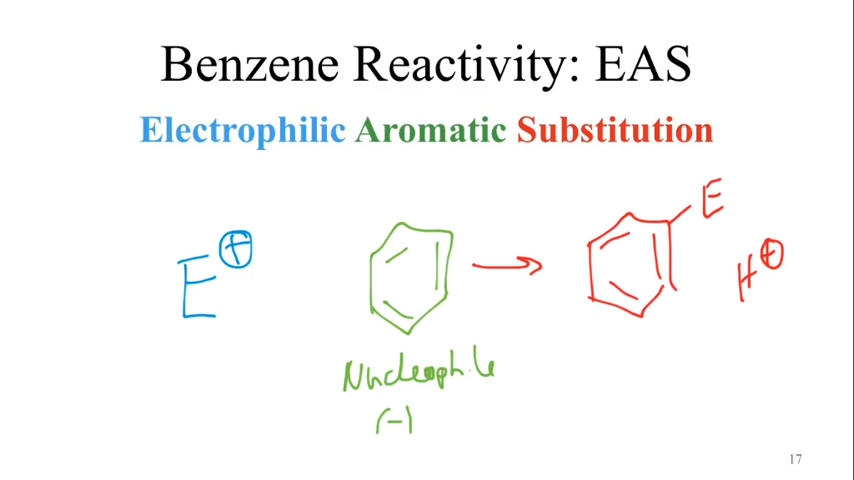 Benzene Reactivity: EAS
Electrophilic Aromatic Substitution
E⊕
E
H⊕
Nucleophile
(-)
17